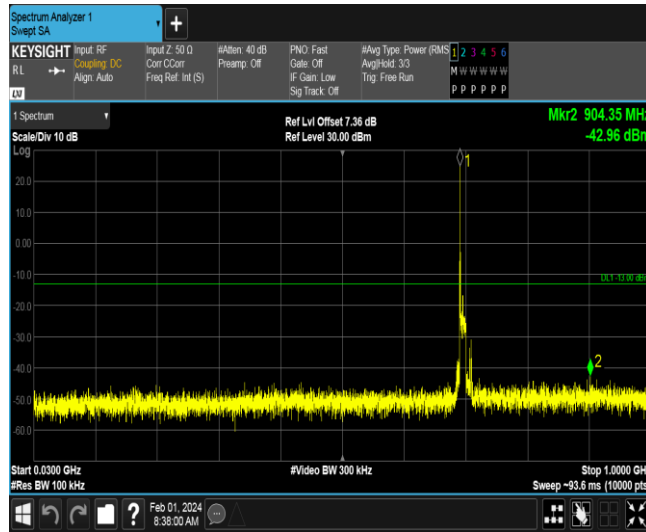 Spectrum Analyzer 1
Swept SA
+
KEYSIGHT
RL
LXI
Input: RF
Coupling: DC
Align: Auto
Input Z: 50 Ω
Corr CCorr
Freq Ref: Int (S)
#Atten: 40 dB
Preamp: Off
PNO: Fast
Gate: Off
IF Gain: Low
Sig Track: Off
#Avg Type: Power (RMS
Avg|Hold: 3/3
Trig: Free Run
1 2 3 4 5 6
M W W W W W
P P P P P P
1 Spectrum
Scale/Div 10 dB
Log
Ref Lvl Offset 7.36 dB
Ref Level 30.00 dBm
Mkr2 904.35 MHz
-42.96 dBm
1
20.0
10.0
0.00
-10.0
DL1 -13.00 dBm
-20.0
-30.0
-40.0
2
-50.0
-60.0
Start 0.0300 GHz
#Res BW 100 kHz
#Video BW 300 kHz
Stop 1.0000 GH
Sweep ~93.6 ms (10000 pts
?
Feb 01, 2024
8:38:00 AM